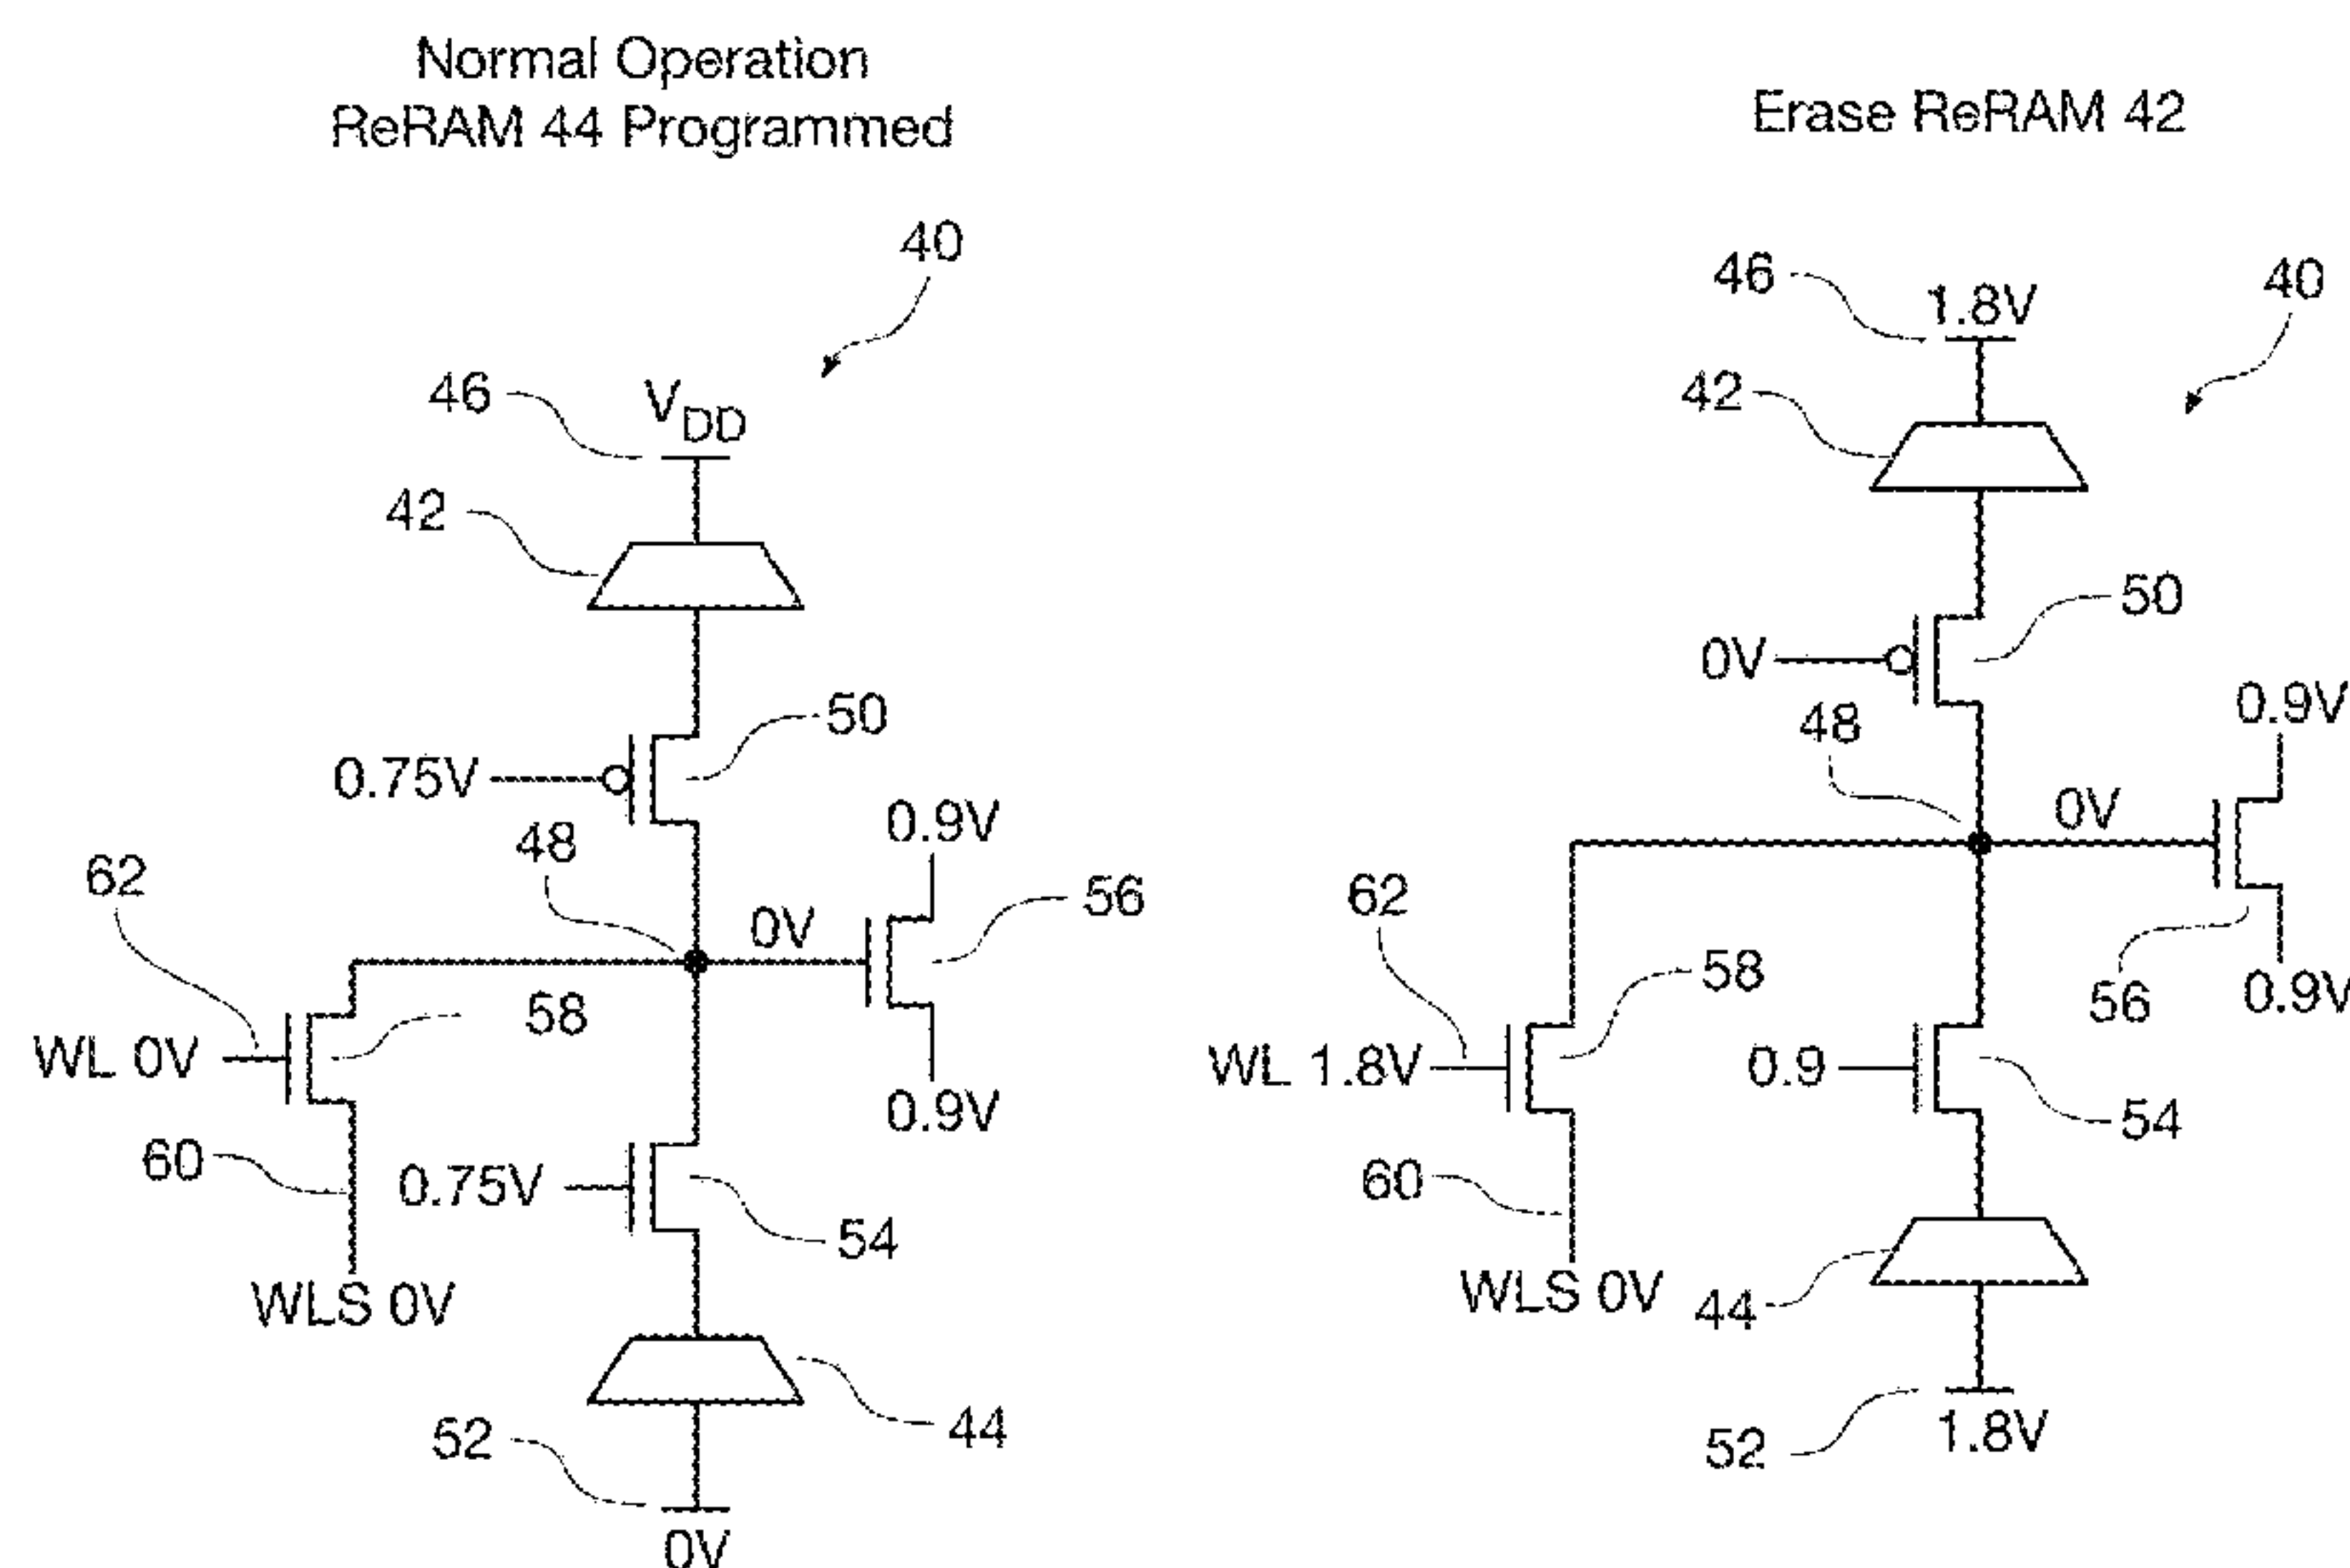 Normal Operation
ReRAM 44 Programmed
40
46
VDD
42
50
0.75V
48
0.9V
62
0V
56
58
WL 0V
0.9V
60
0.75V
54
WLS 0V
44
52
0V
Erase ReRAM 42
46
1.8V
40
42
50
0V
48
0.9V
0V
62
58
56
0.9V
WL 1.8V
0.9
54
60
WLS 0V
44
52
1.8V